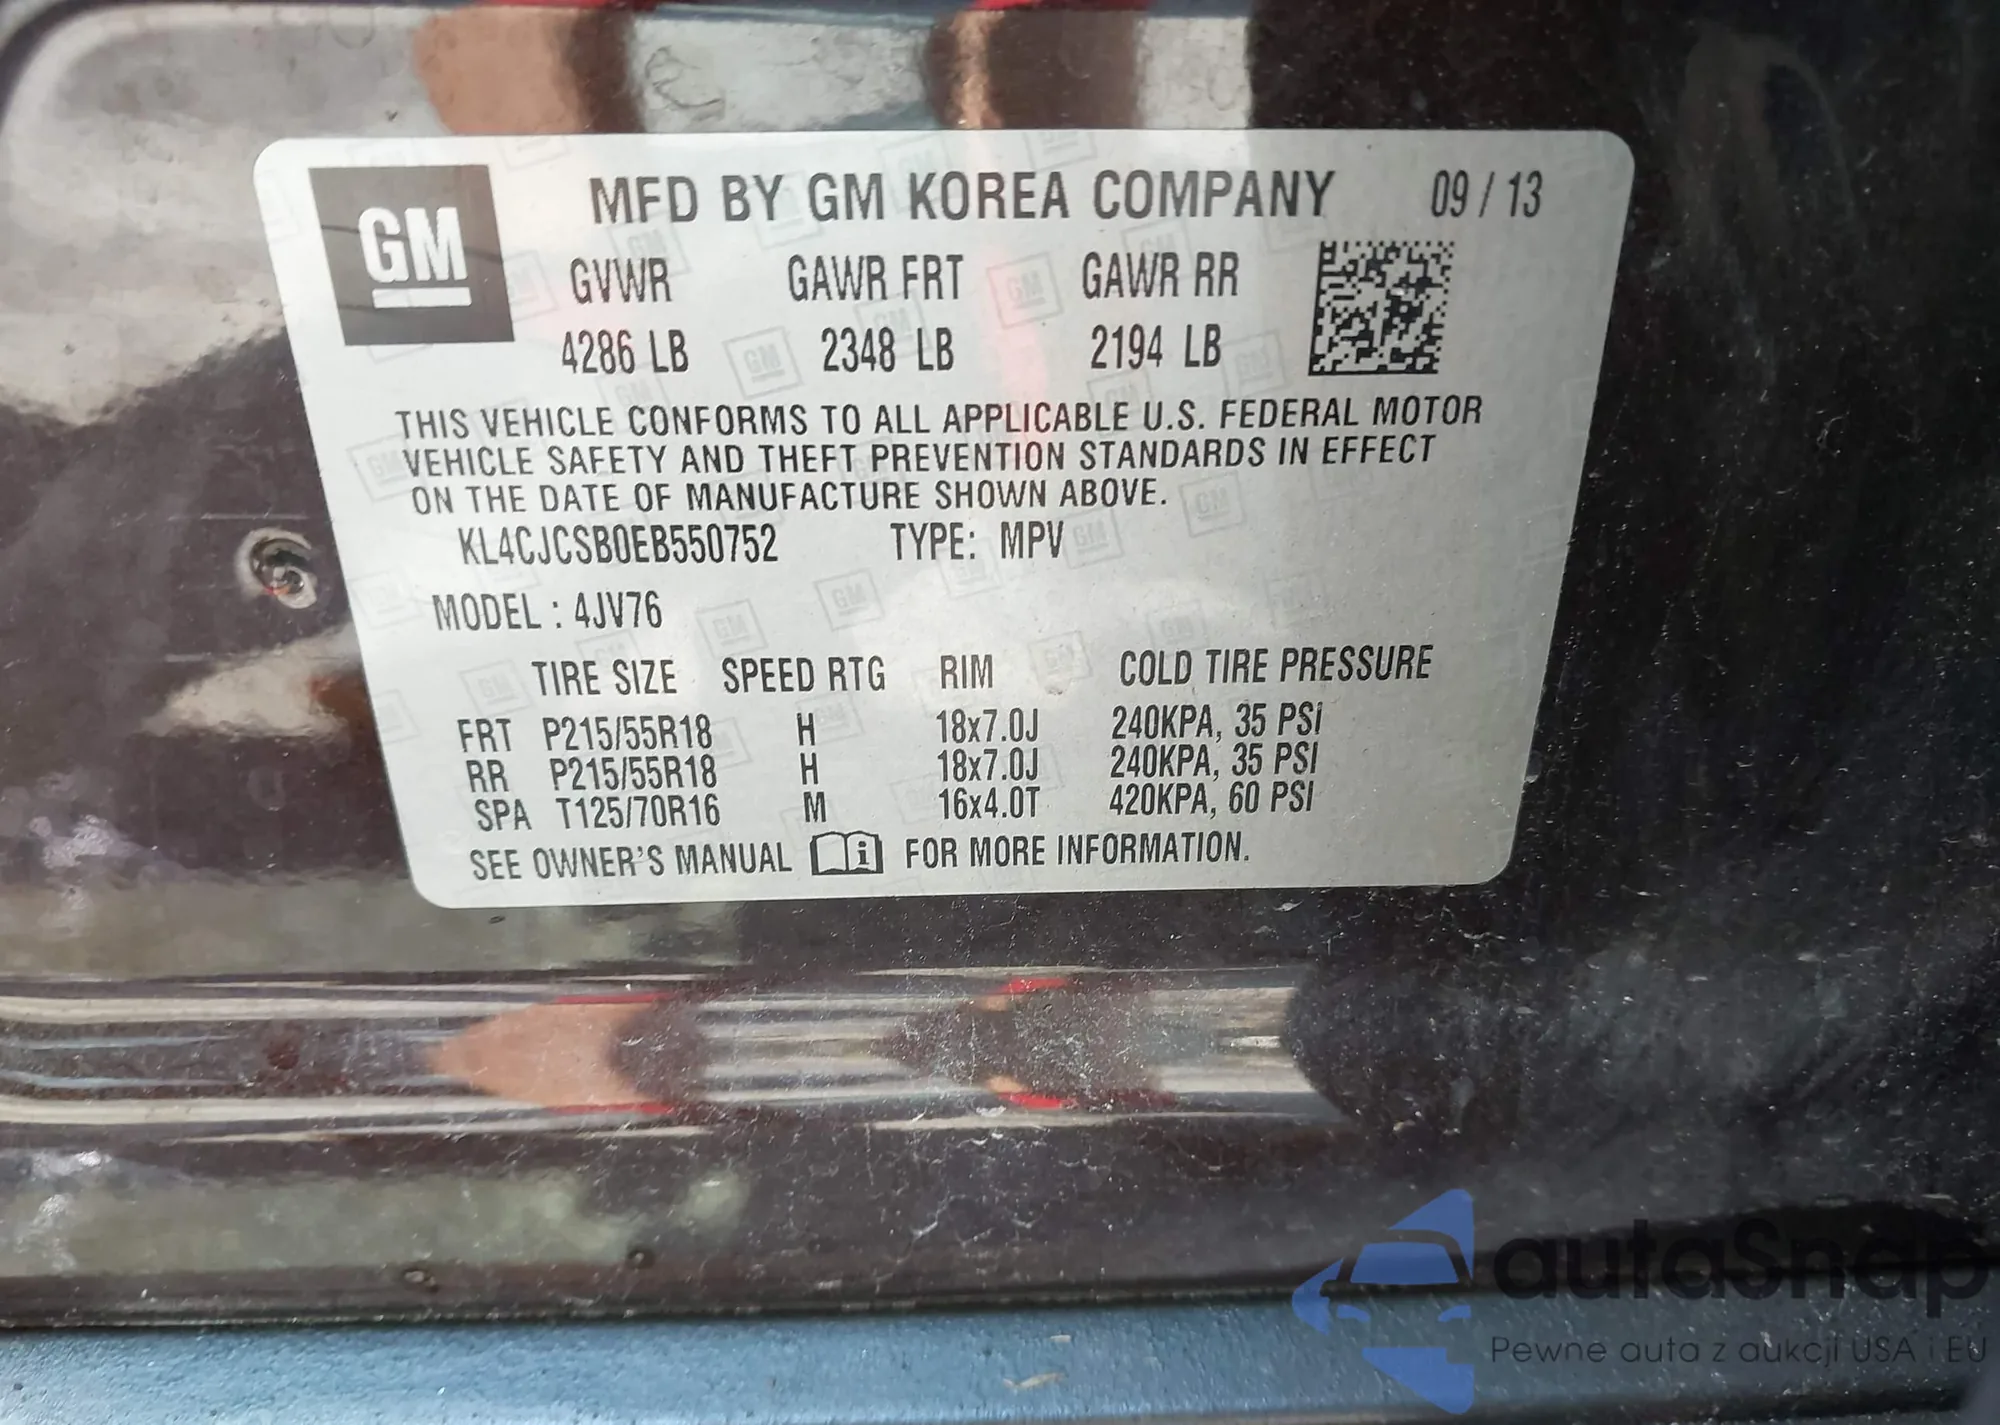 GM
MFD BY GM KOREA COMPANY 09 / 13
GVWR GAWR FRT GAWR RR
4286 LB 2348 LB 2194 LB
THIS VEHICLE CONFORMS TO ALL APPLICABLE U.S. FEDERAL MOTOR
VEHICLE SAFETY AND THEFT PREVENTION STANDARDS IN EFFECT
ON THE DATE OF MANUFACTURE SHOWN ABOVE.
KL4CJCSB0EB550752 TYPE: MPV
MODEL : 4JV76
TIRE SIZE SPEED RTG RIM COLD TIRE PRESSURE
FRT P215/55R18 H 18x7.0J 240KPA, 35 PSI
RR P215/55R18 H 18x7.0J 240KPA, 35 PSI
SPA T125/70R16 M 16x4.0T 420KPA, 60 PSI
SEE OWNER'S MANUAL FOR MORE INFORMATION.
autaSnap
Pewne auta z aukcji USA i EU